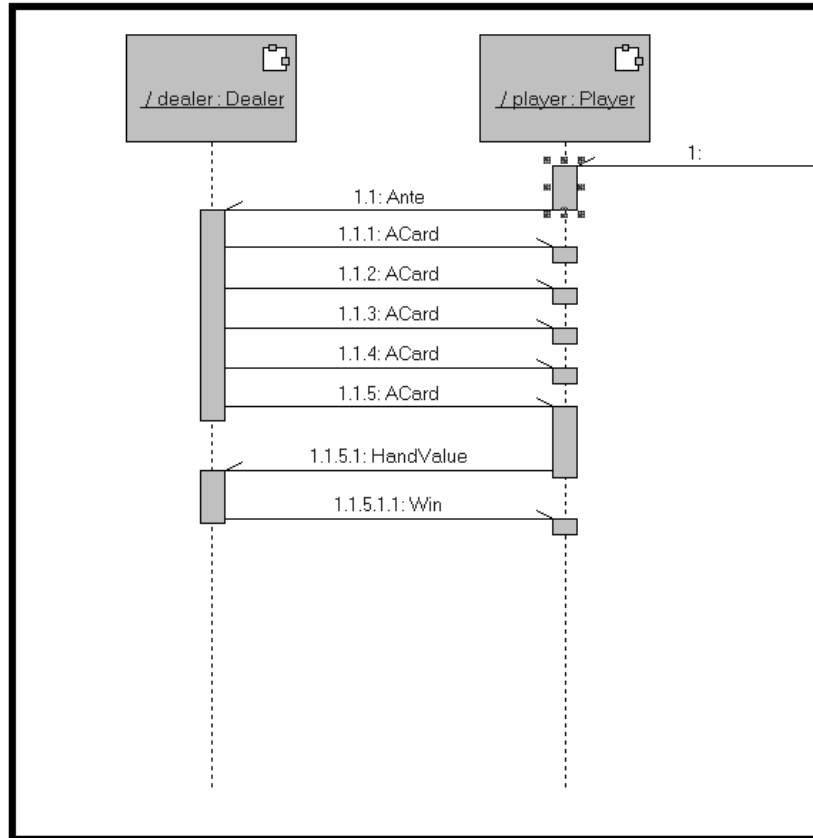 / dealer : Dealer
/ player : Player
1:
1.1: Ante
1.1.1: ACard
1.1.2: ACard
1.1.3: ACard
1.1.4: ACard
1.1.5: ACard
1.1.5.1: HandValue
1.1.5.1.1: Win